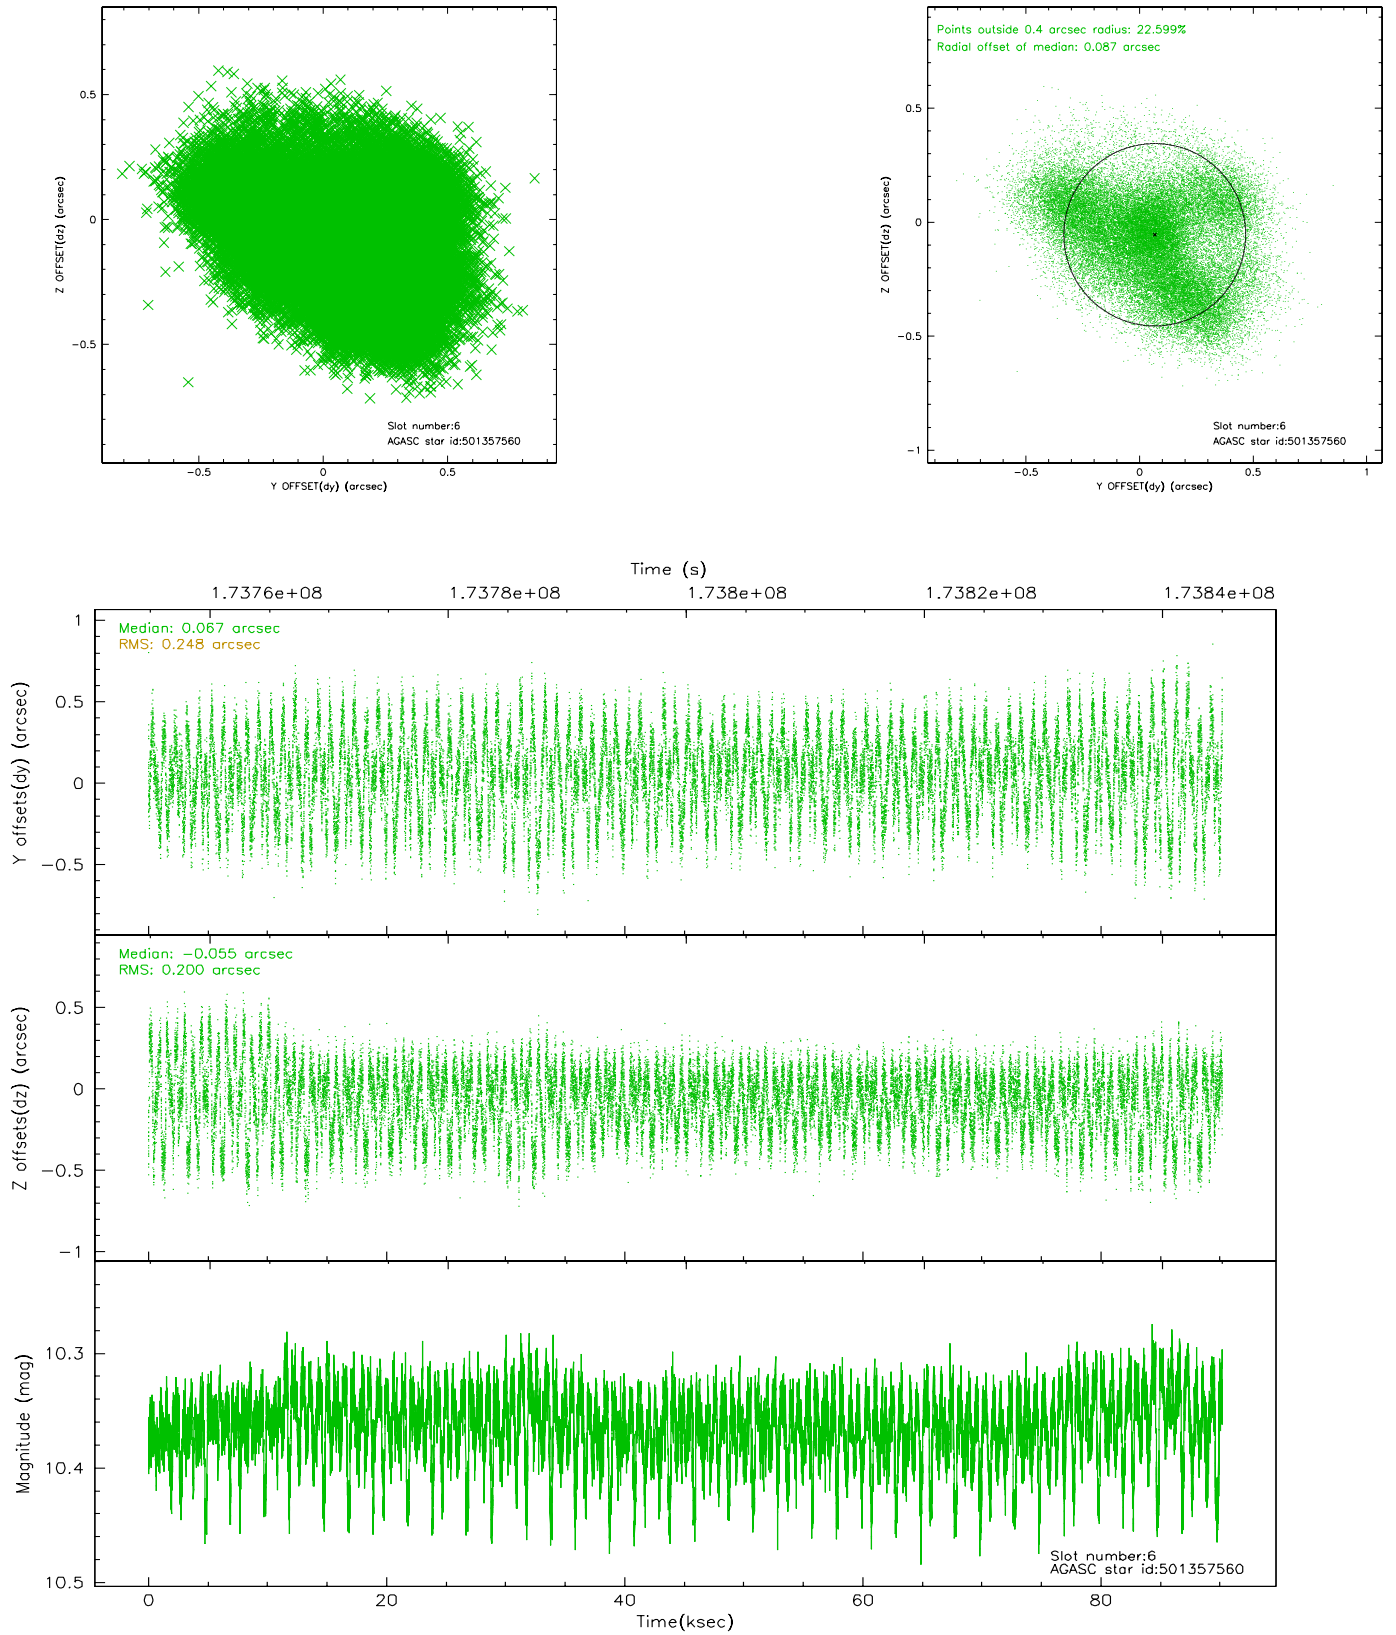 0.5
0
−0.5
Z OFFSET(dz) (arcsec)
−0.5
0
0.5
Y OFFSET(dy) (arcsec)
Slot number:6
AGASC star id:501357560
Points outside 0.4 arcsec radius: 22.599%
Radial offset of median: 0.087 arcsec
0.5
0
−0.5
−1
Z OFFSET(dz) (arcsec)
−0.5
0
0.5
1
Y OFFSET(dy) (arcsec)
Slot number:6
AGASC star id:501357560
Time (s)
1.7376e+08
1.7378e+08
1.738e+08
1.7382e+08
1.7384e+08
Median: 0.067 arcsec
RMS: 0.248 arcsec
1
0.5
0
−0.5
Y offsets(dy) (arcsec)
Median: −0.055 arcsec
RMS: 0.200 arcsec
0.5
0
−0.5
−1
Z offsets(dz) (arcsec)
10.3
10.4
10.5
Magnitude (mag)
Slot number:6
AGASC star id:501357560
0
20
40
60
80
Time(ksec)